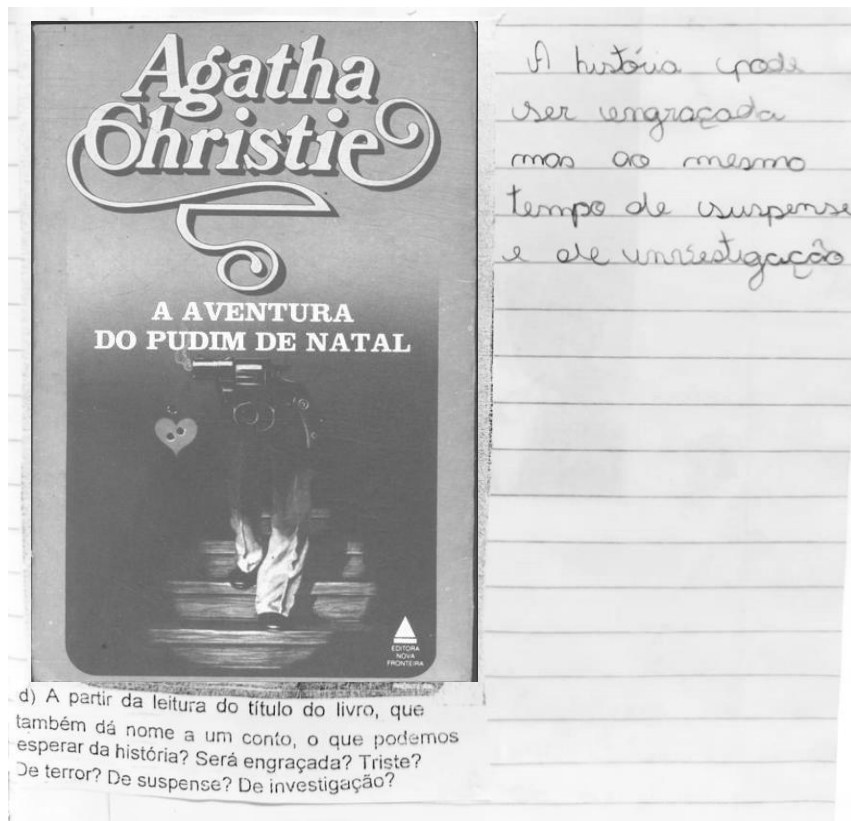 Agatha
Christie
A AVENTURA
DO PUDIM DE NATAL
EDITORA
NOVA
FRONTEIRA
d) A partir da leitura do título do livro, que
também dá nome a um conto, o que podemos
esperar da história? Será engraçada? Triste?
De terror? De suspense? De investigação?
A história pode
ser engraçada
mas ao mesmo
tempo de suspense
e de investigação